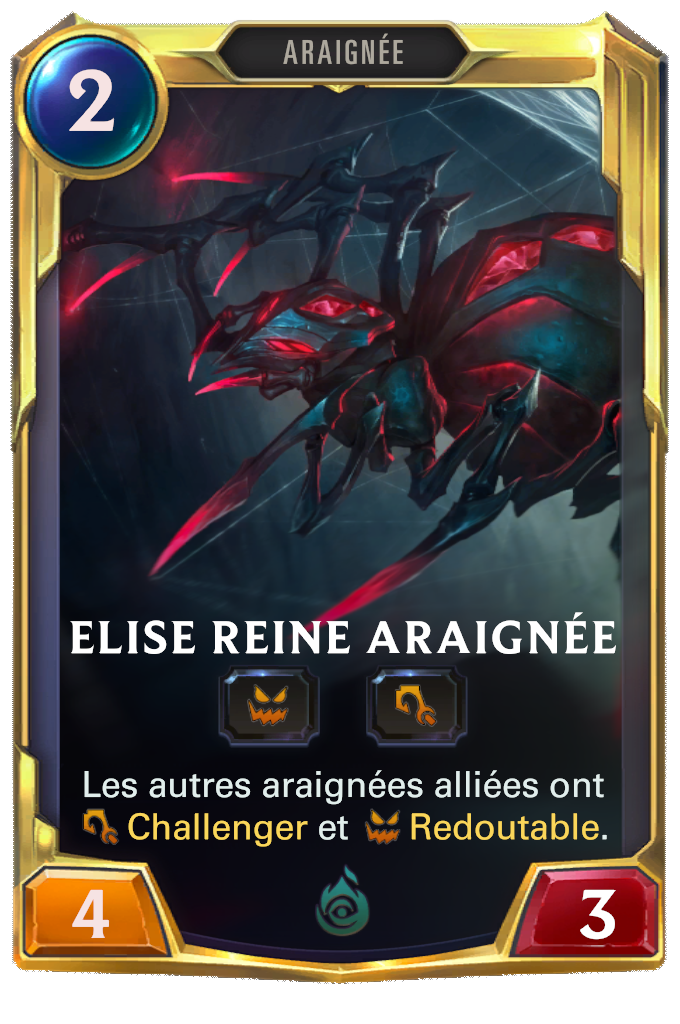 ARAIGNÉE
2
ELISE REINE ARAIGNÉE
Les autres araignées alliées ont
Challenger et Redoutable.
4
3